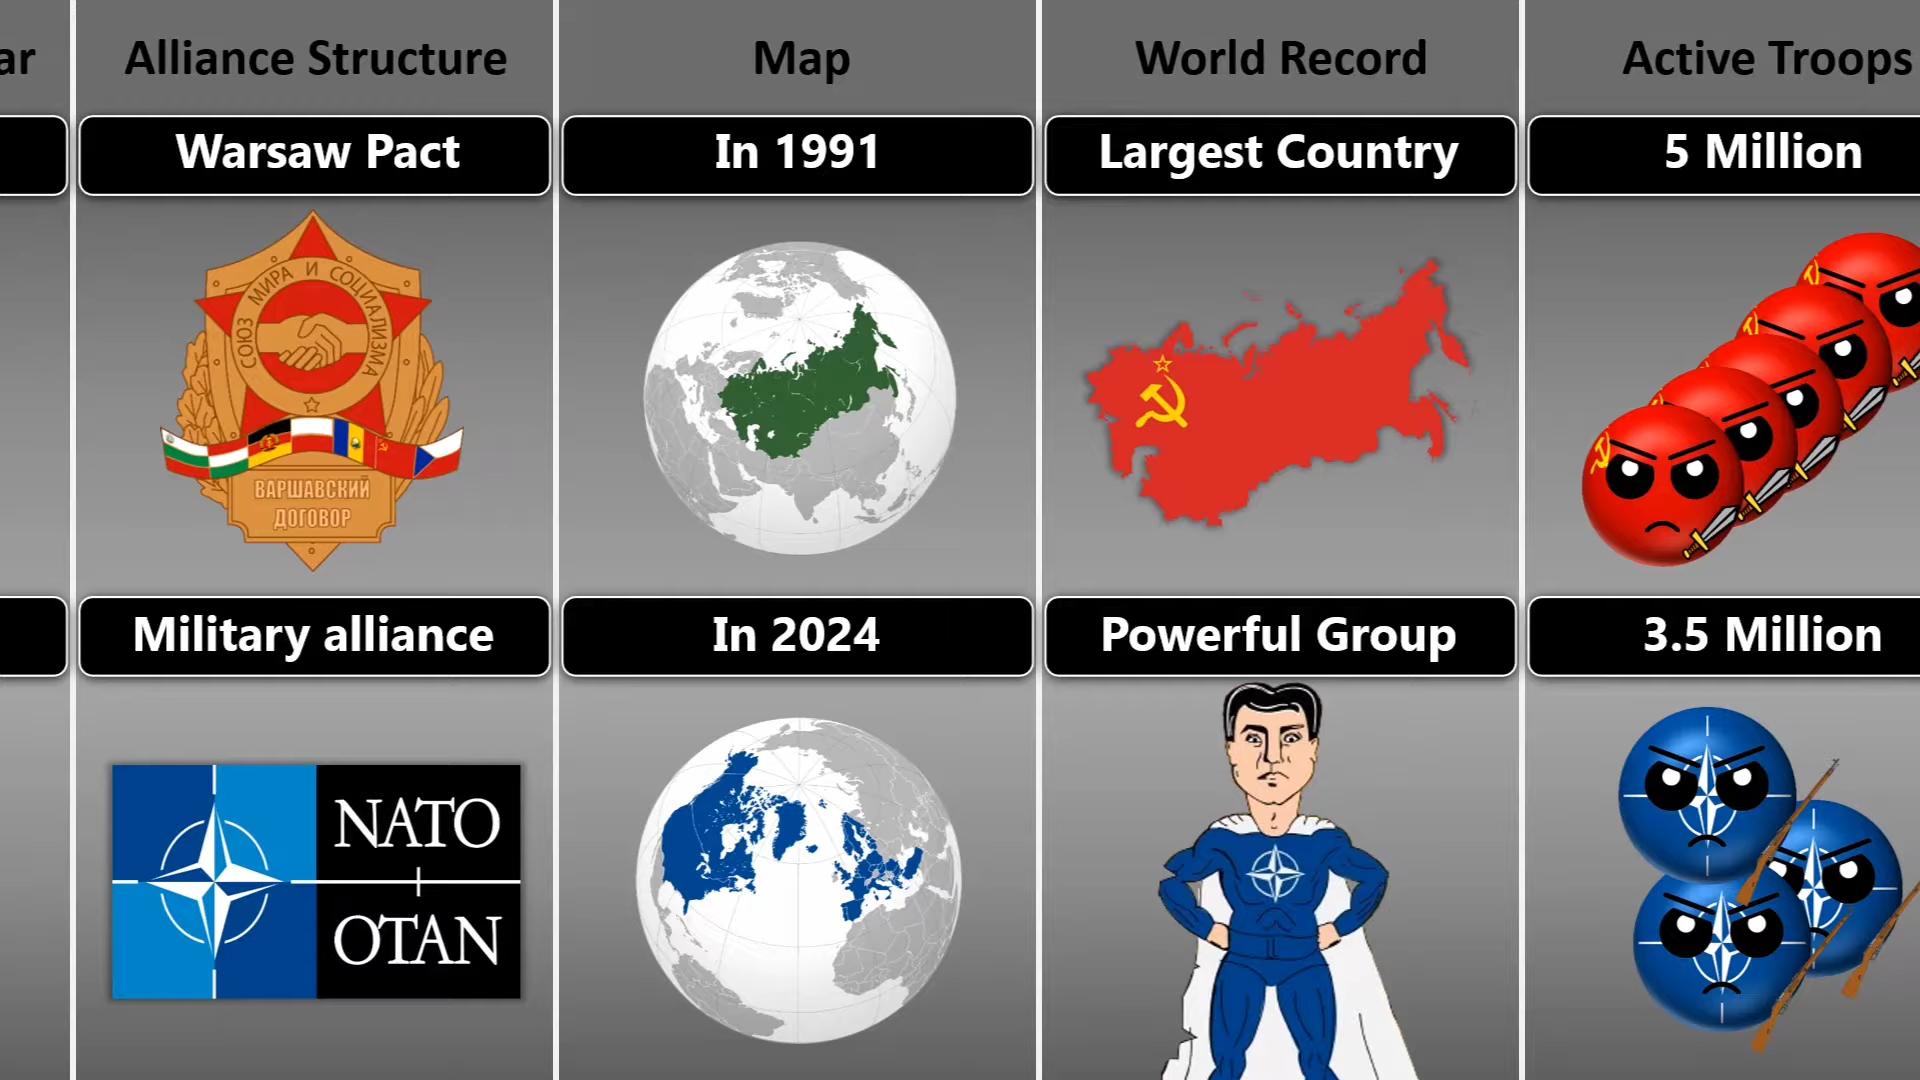 ar
Alliance Structure
Map
World Record
Active Troops
Warsaw Pact
In 1991
Largest Country
5 Million
СОЮЗ МИРА И СОЦИАЛИЗМА
ВАРШАВСКИЙ
ДОГОВОР
Military alliance
In 2024
Powerful Group
3.5 Million
NATO
OTAN